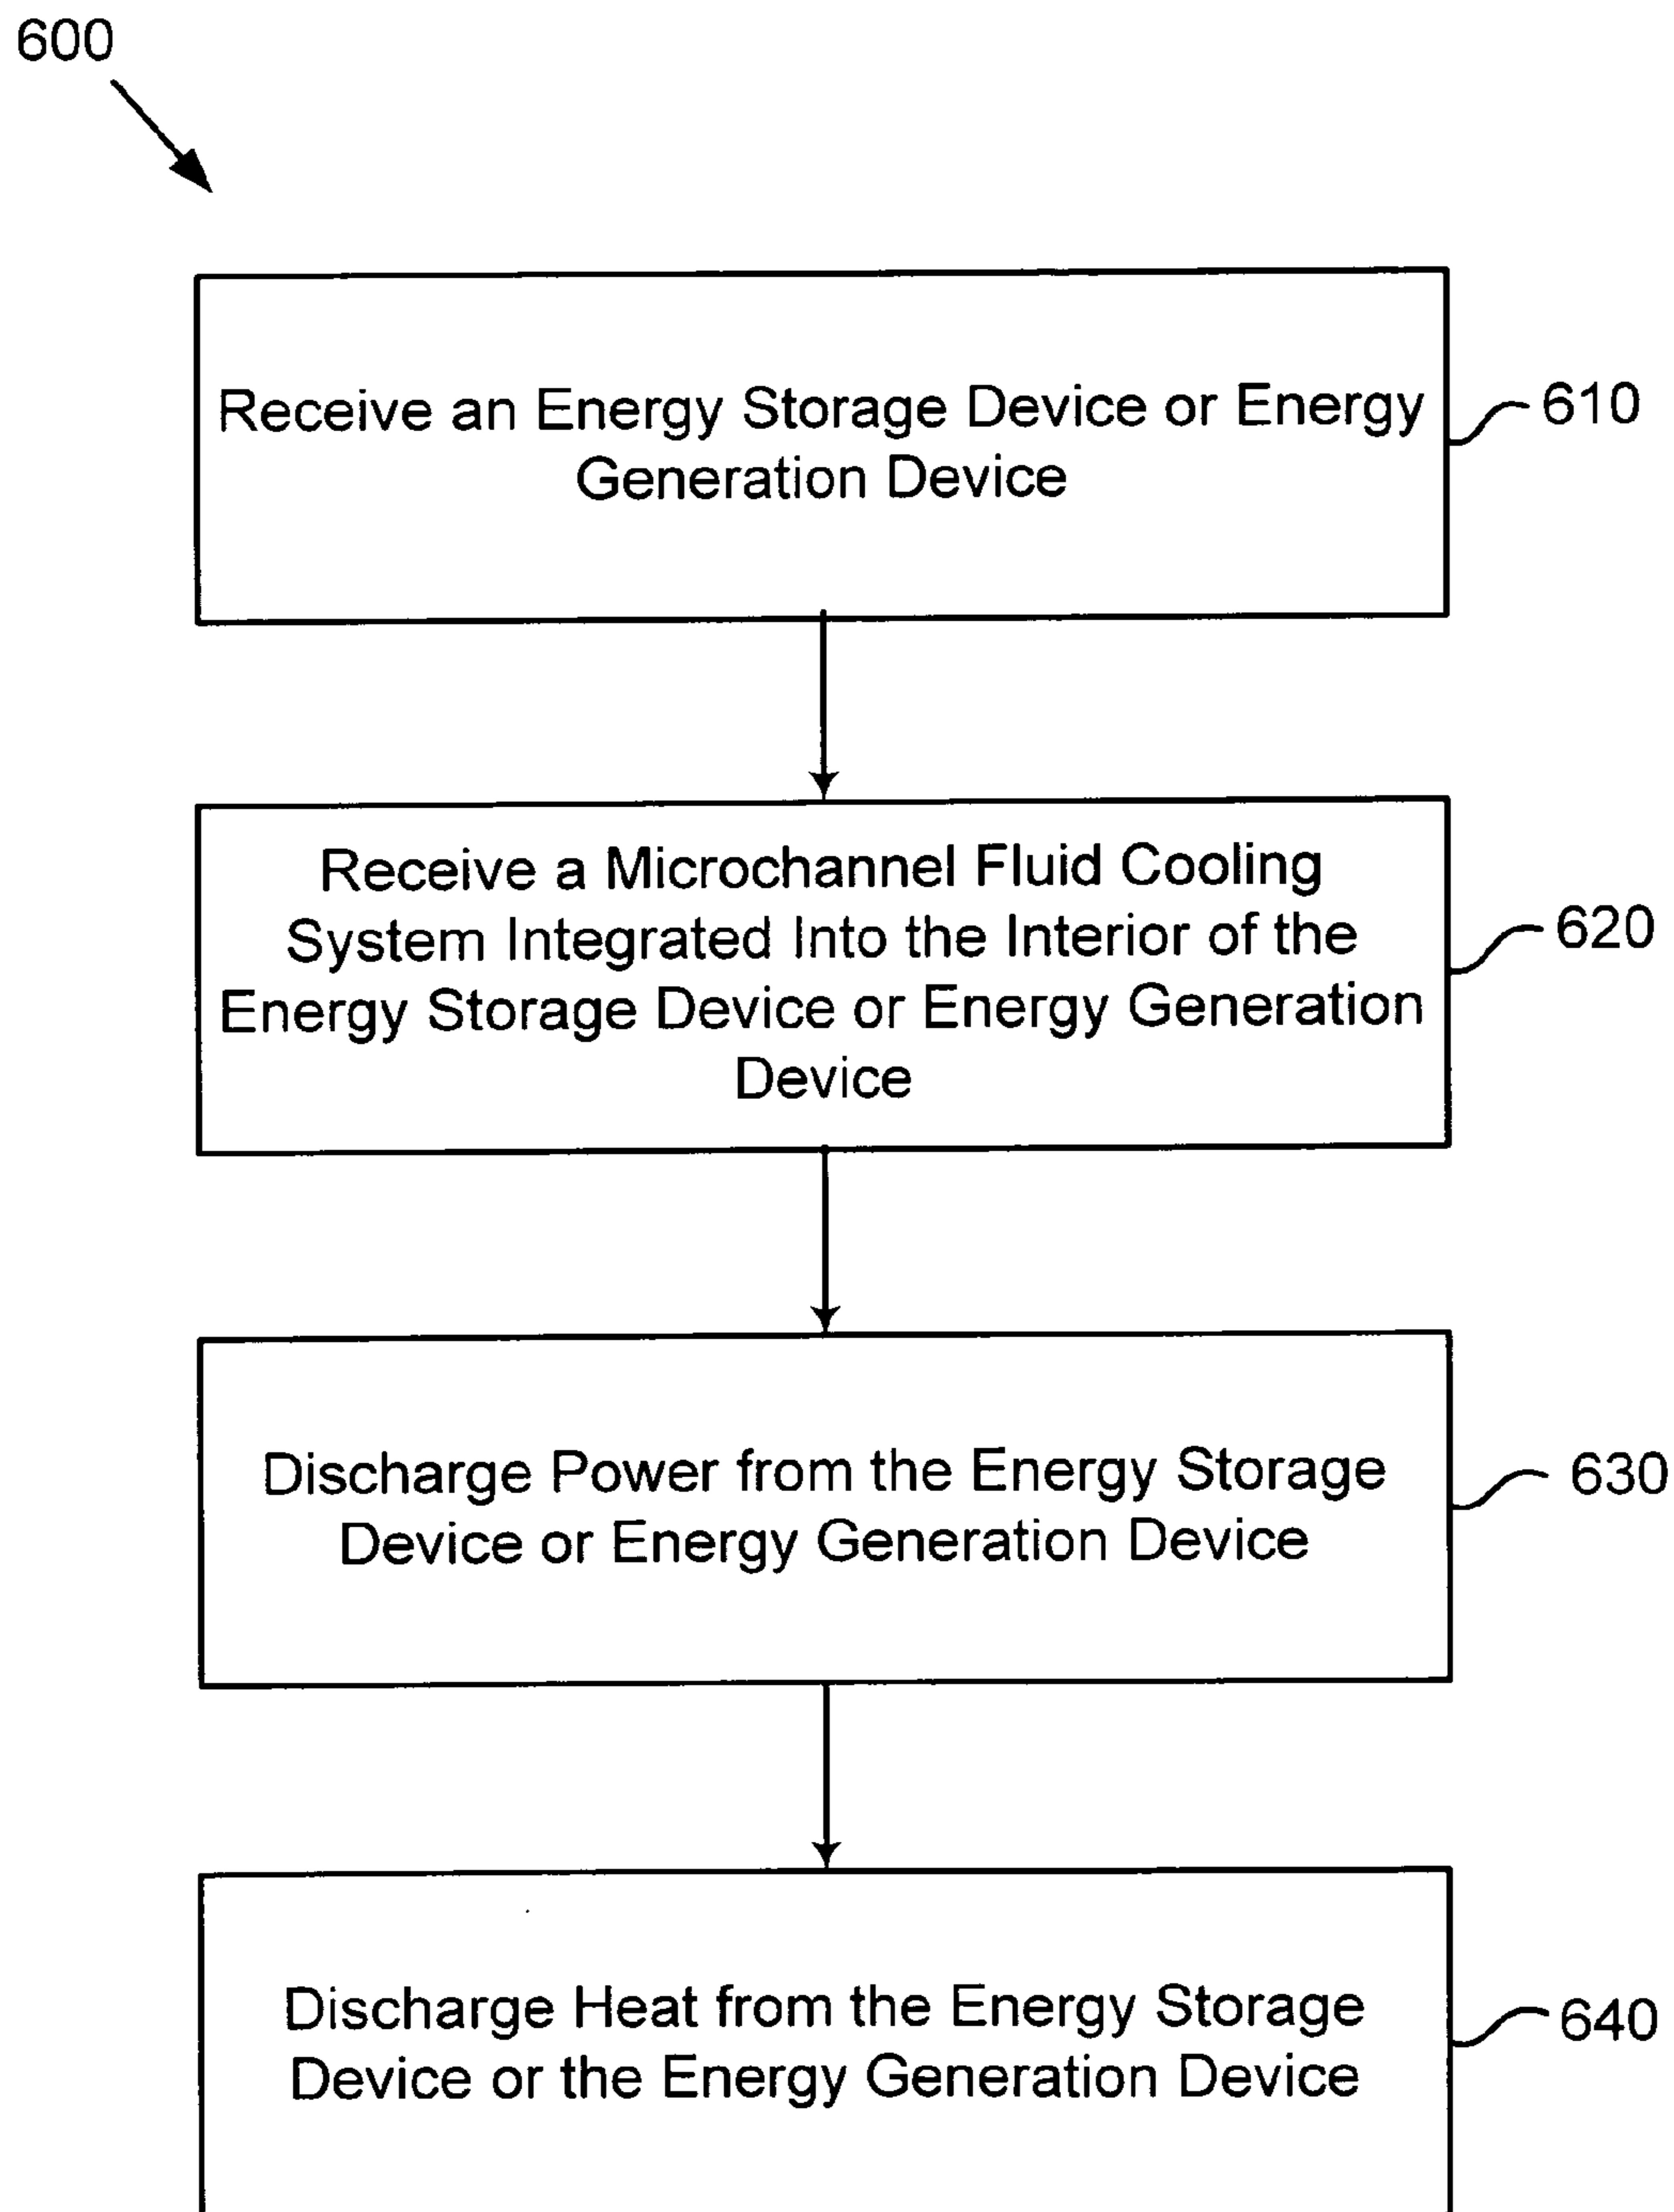 600
Receive an Energy Storage Device or Energy
Generation Device
610
Receive a Microchannel Fluid Cooling
System Integrated Into the Interior of the
Energy Storage Device or Energy Generation
Device
620
Discharge Power from the Energy Storage
Device or Energy Generation Device
630
Discharge Heat from the Energy Storage
Device or the Energy Generation Device
640